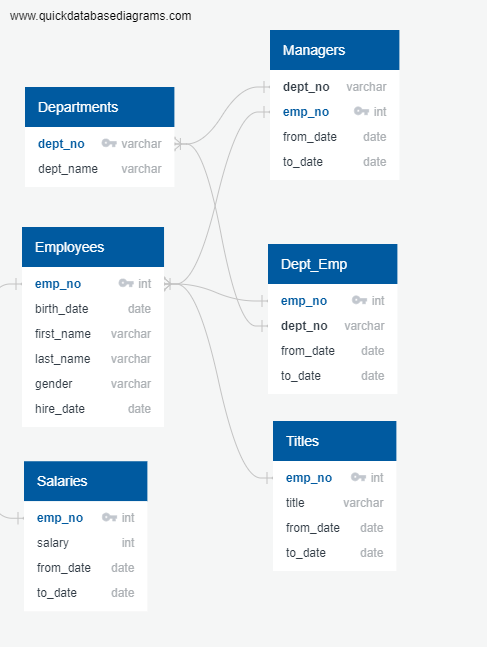 www.quickdatabasediagrams.com
Departments
dept_no varchar
dept_name varchar
Employees
emp_no int
birth_date date
first_name varchar
last_name varchar
gender varchar
hire_date date
Salaries
emp_no int
salary int
from_date date
to_date date
Managers
dept_no varchar
emp_no int
from_date date
to_date date
Dept_Emp
emp_no int
dept_no varchar
from_date date
to_date date
Titles
emp_no int
title varchar
from_date date
to_date date